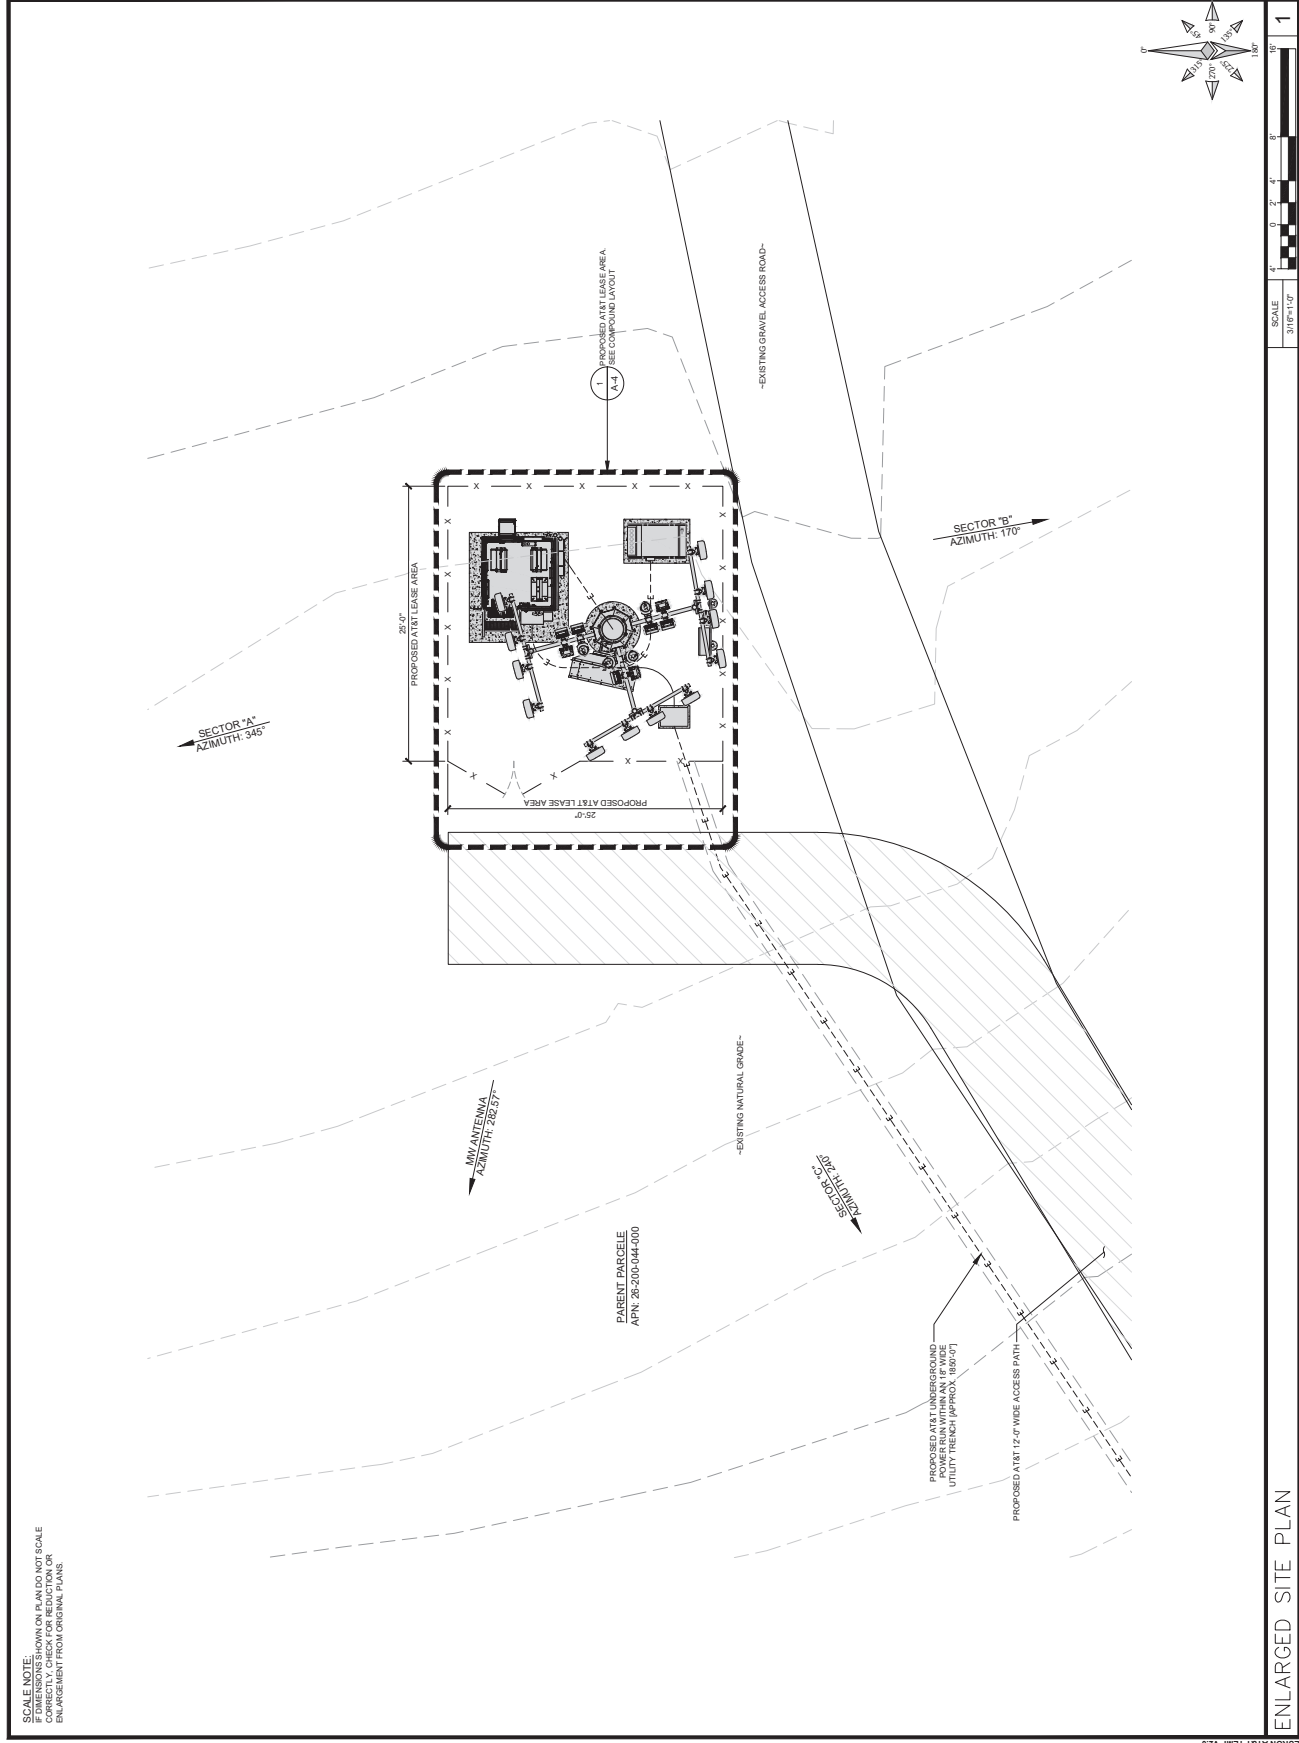 SCALE NOTE:
IF DIMENSIONS SHOWN ON PLAN DO NOT SCALE
CORRECTLY, CHECK FOR REDUCTION OR
ENLARGEMENT FROM ORIGINAL PLANS.
SECTOR "A"
AZIMUTH: 345°
MW ANTENNA
AZIMUTH: 282.57°
PARENT PARCELE
APN: 26-200-044-000
25'-0"
PROPOSED AT&T LEASE AREA
25'-0"
PROPOSED AT&T LEASE AREA
1
A-4
PROPOSED AT&T LEASE AREA.
SEE COMPOUND LAYOUT
~EXISTING GRAVEL ACCESS ROAD~
~EXISTING NATURAL GRADE~
SECTOR "B"
AZIMUTH: 170°
SECTOR "C"
AZIMUTH: 240°
PROPOSED AT&T UNDERGROUND
POWER RUN WITHIN AN 18" WIDE
UTILITY TRENCH [APPROX. 1860'-0"]
PROPOSED AT&T 12'-0" WIDE ACCESS PATH
X X X X X
X X X X X X
X X X X
X X X X X
E E E E E E E E E E E E E E E E
0°
45°
90°
135°
180°
225°
270°
315°
ENLARGED SITE PLAN
SCALE
3/16"=1'-0"
4' 0 2' 4' 8' 16'
1